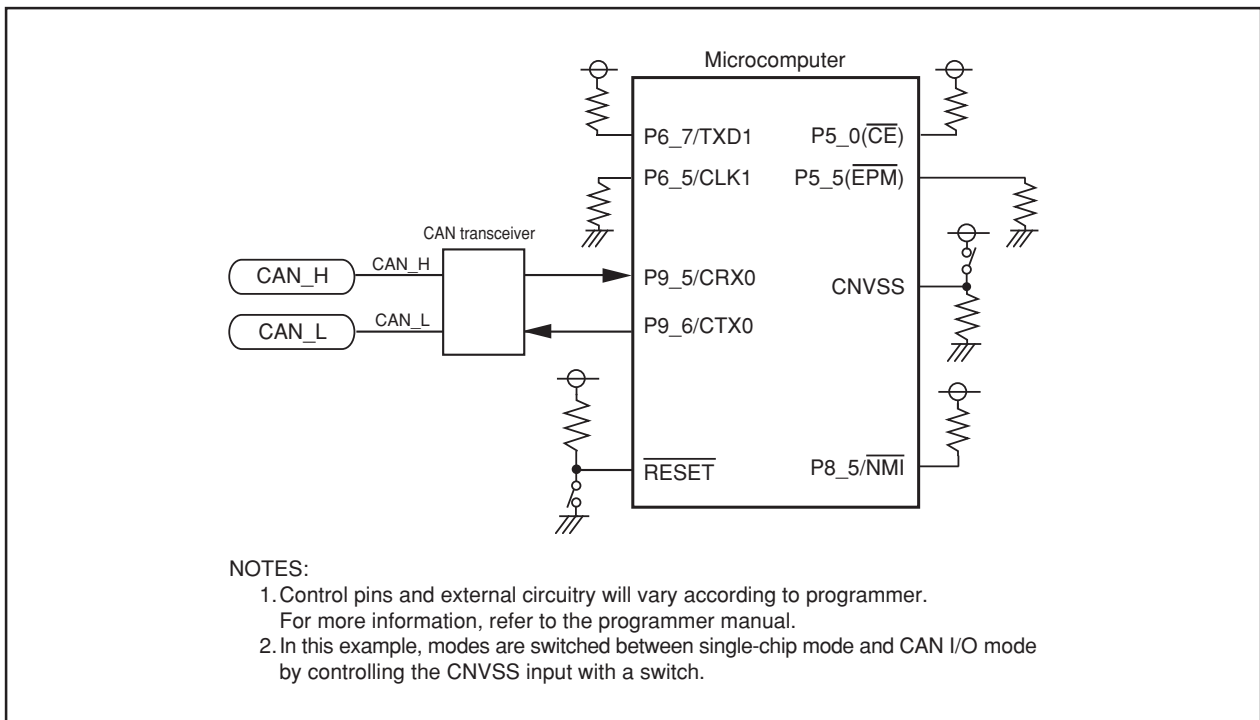 Microcomputer
P6_7/TXD1
P5_0(CE)
P6_5/CLK1
P5_5(EPM)
CAN transceiver
CAN_H
CAN_H
P9_5/CRX0
CNVSS
CAN_L
CAN_L
P9_6/CTX0
RESET
P8_5/NMI
NOTES:
1. Control pins and external circuitry will vary according to programmer.
For more information, refer to the programmer manual.
2. In this example, modes are switched between single-chip mode and CAN I/O mode
by controlling the CNVSS input with a switch.